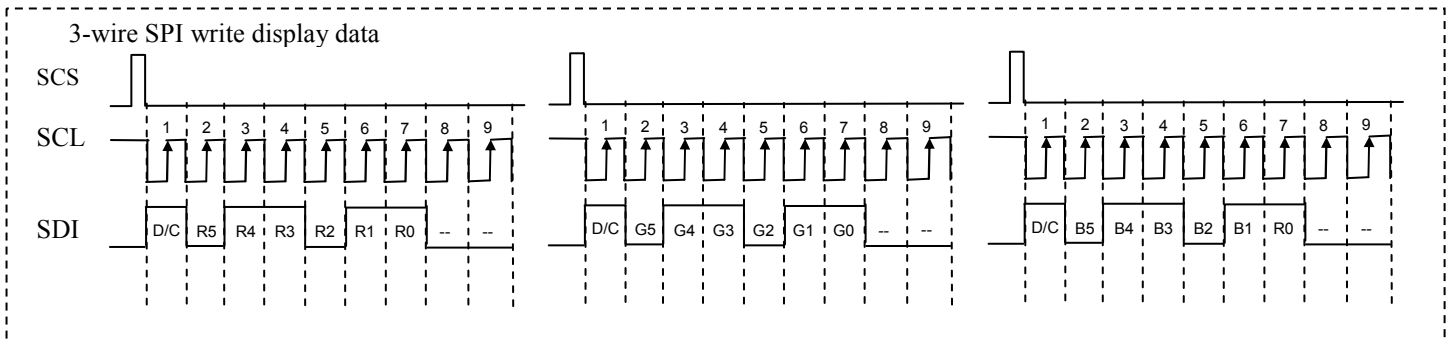 3-wire SPI write display data
SCS
SCL 1 2 3 4 5 6 7 8 9 1 2 3 4 5 6 7 8 9 1 2 3 4 5 6 7 8 9
SDI D/C R5 R4 R3 R2 R1 R0 -- -- D/C G5 G4 G3 G2 G1 G0 -- -- D/C B5 B4 B3 B2 B1 R0 -- --